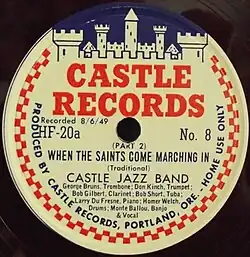 CASTLE
RECORDS
Recorded 8/6/49
HF-20a
No. 8
(PART 2)
WHEN THE SAINTS COME MARCHING IN
(Traditional)
CASTLE JAZZ BAND
George Bruns, Trombone; Don Kinch, Trumpet;
Bob Gilbert, Clarinet; Bob Short, Tuba;
Larry Du Fresne, Piano; Homer Welch,
Drums; Monte Ballou, Banjo
& Vocal
PRODUCED BY CASTLE RECORDS, PORTLAND, ORE. - HOME USE ONLY